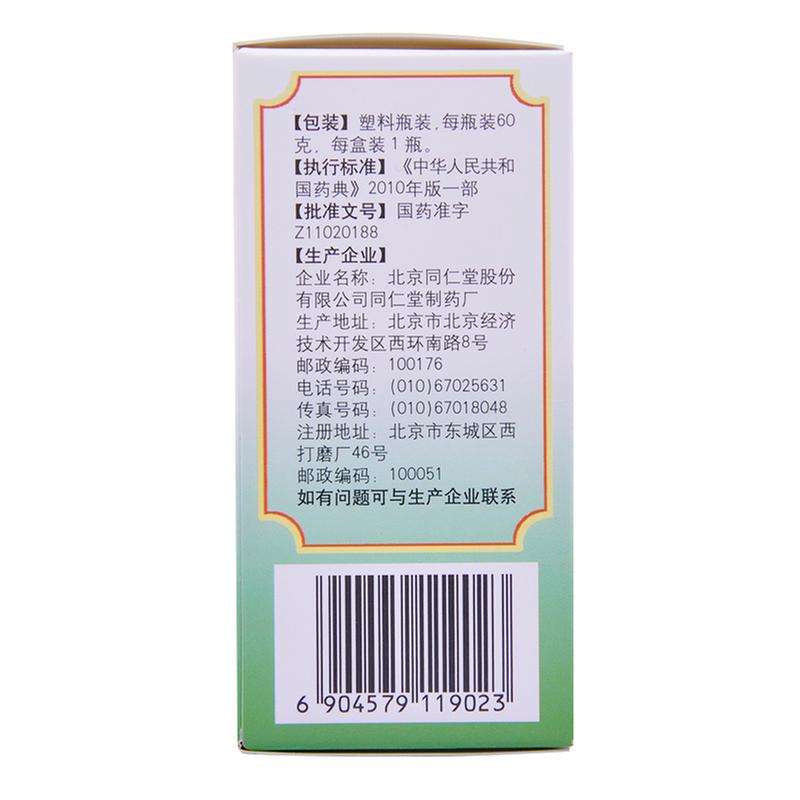 【包装】塑料瓶装,每瓶装60
克，每盒装1瓶。
【执行标准】《中华人民共和
国药典》2010年版一部
【批准文号】国药准字
Z11020188
【生产企业】
企业名称：北京同仁堂股份
有限公司同仁堂制药厂
生产地址：北京市北京经济
技术开发区西环南路8号
邮政编码：100176
电话号码：(010)67025631
传真号码：(010)67018048
注册地址：北京市东城区西
打磨厂46号
邮政编码：100051
如有问题可与生产企业联系
6 904579 119023